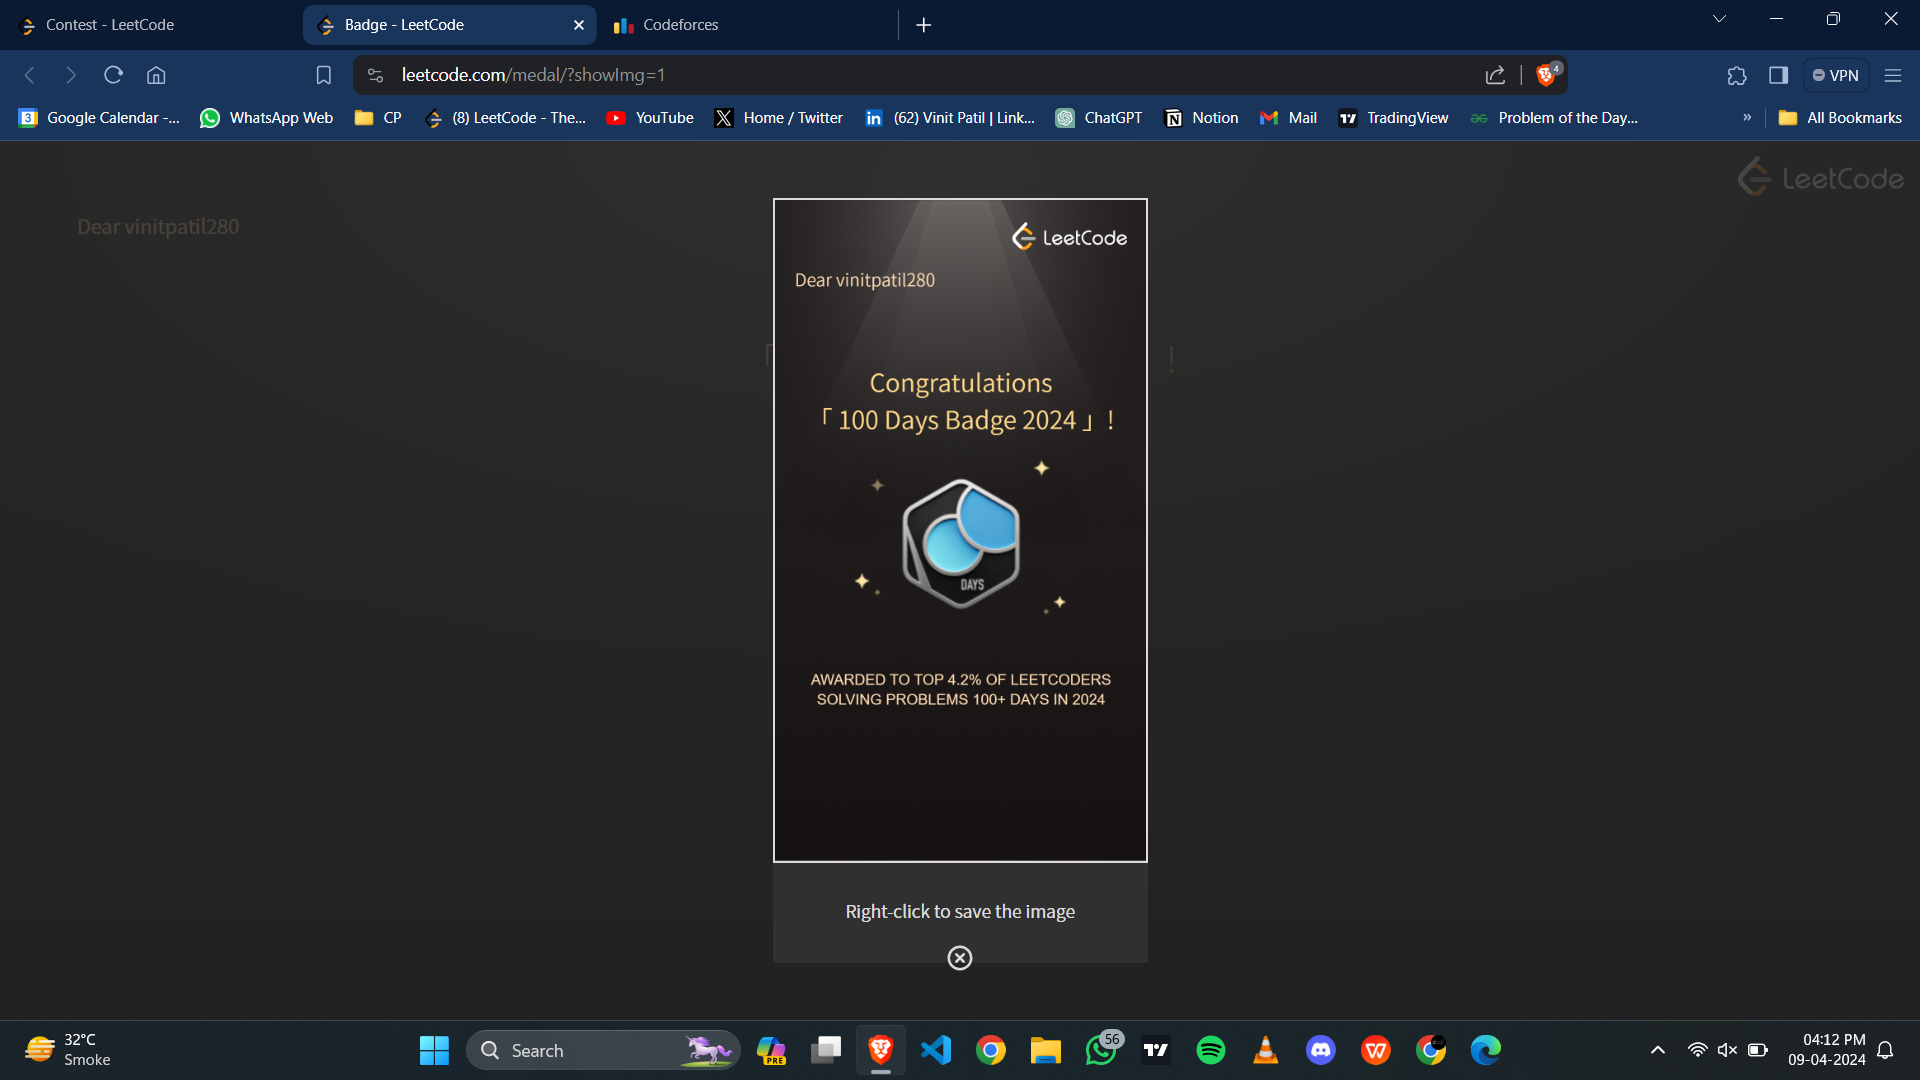 Contest - LeetCode
Badge - LeetCode
Codeforces
leetcode.com/medal/?showImg=1
4
VPN
3
Google Calendar -...
WhatsApp Web
CP
(8) LeetCode - The...
YouTube
Home / Twitter
(62) Vinit Patil | Link...
ChatGPT
Notion
Mail
TradingView
Problem of the Day...
»
All Bookmarks
LeetCode
Dear vinitpatil280
「
!
LeetCode
Dear vinitpatil280
Congratulations
「 100 Days Badge 2024 」!
DAYS
AWARDED TO TOP 4.2% OF LEETCODERS
SOLVING PROBLEMS 100+ DAYS IN 2024
Right-click to save the image
32°C
Smoke
Search
PRE
56
04:12 PM
09-04-2024